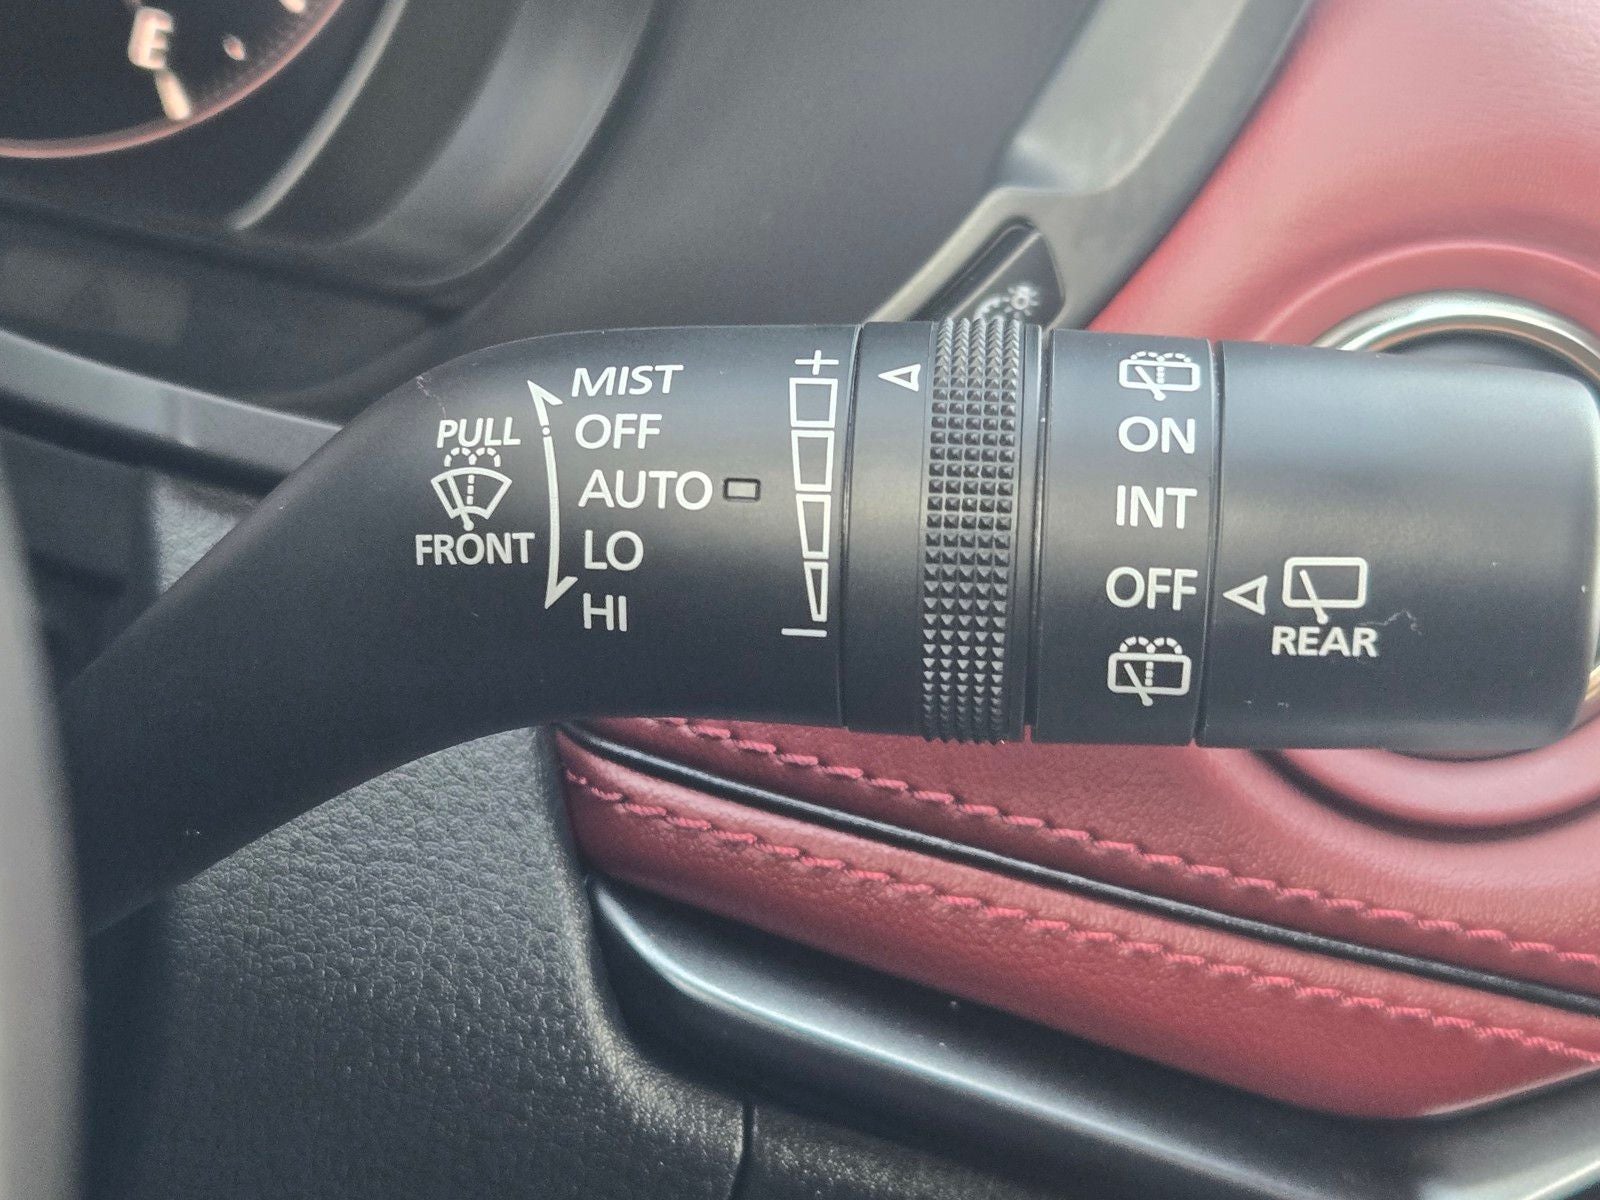 E
PULL
FRONT
MIST
OFF
AUTO
LO
HI
+
−
ON
INT
OFF
REAR